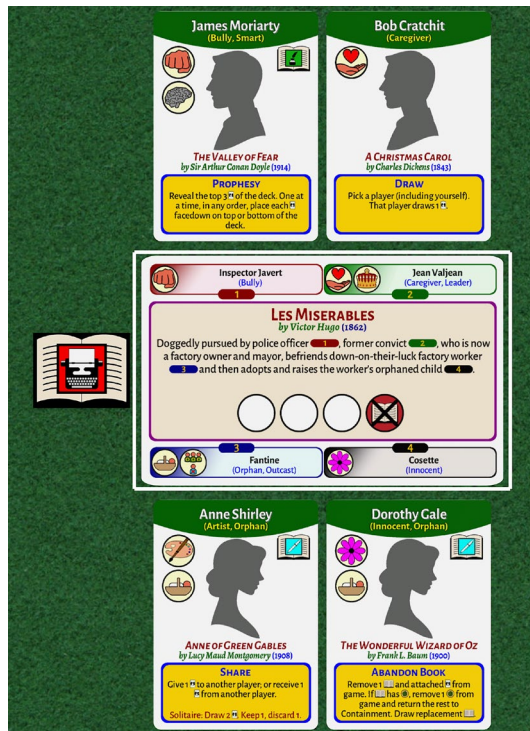 James Moriarty
(Bully, Smart)
THE VALLEY OF FEAR
by Sir Arthur Conan Doyle (1914)
PROPHESY
Reveal the top 3 of the deck. One at
a time, in any order, place each
facedown on top or bottom of the
deck.
Bob Cratchit
(Caregiver)
A CHRISTMAS CAROL
by Charles Dickens (1843)
DRAW
Pick a player (including yourself).
That player draws 1
Inspector Javert
(Bully)
1
Jean Valjean
(Caregiver, Leader)
2
LES MISERABLES
by Victor Hugo (1862)
Doggedly pursued by police officer 1, former convict 2, who is now
a factory owner and mayor, befriends down-on-their-luck factory worker
3 and then adopts and raises the worker's orphaned child 4.
3
Fantine
(Orphan, Outcast)
4
Cosette
(Innocent)
Anne Shirley
(Artist, Orphan)
ANNE OF GREEN GABLES
by Lucy Maud Montgomery (1908)
SHARE
Give 1 to another player; or receive 1
from another player.
Solitaire: Draw 2 Keep 1, discard 1.
Dorothy Gale
(Innocent, Orphan)
THE WONDERFUL WIZARD OF OZ
by Frank L. Baum (1900)
ABANDON BOOK
Remove 1 and attached from
game. If has, remove 1 from
game and return the rest to
Containment. Draw replacement